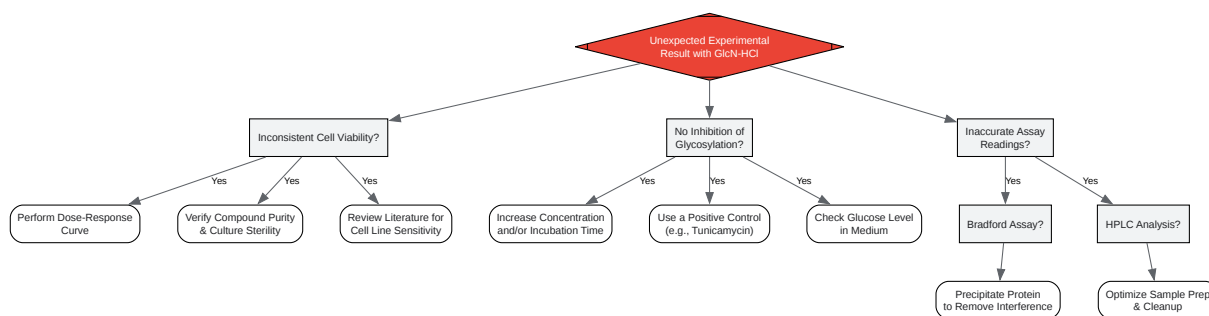 Unexpected Experimental
Result with GlcN-HCl
Inconsistent Cell Viability?
No Inhibition of
Glycosylation?
Inaccurate Assay
Readings?
Yes
Yes
Yes
Yes
Yes
Yes
Yes
Yes
Perform Dose-Response
Curve
Verify Compound Purity
& Culture Sterility
Review Literature for
Cell Line Sensitivity
Increase Concentration
and/or Incubation Time
Use a Positive Control
(e.g., Tunicamycin)
Check Glucose Level
in Medium
Bradford Assay?
HPLC Analysis?
Precipitate Protein
to Remove Interference
Optimize Sample Prep
& Cleanup